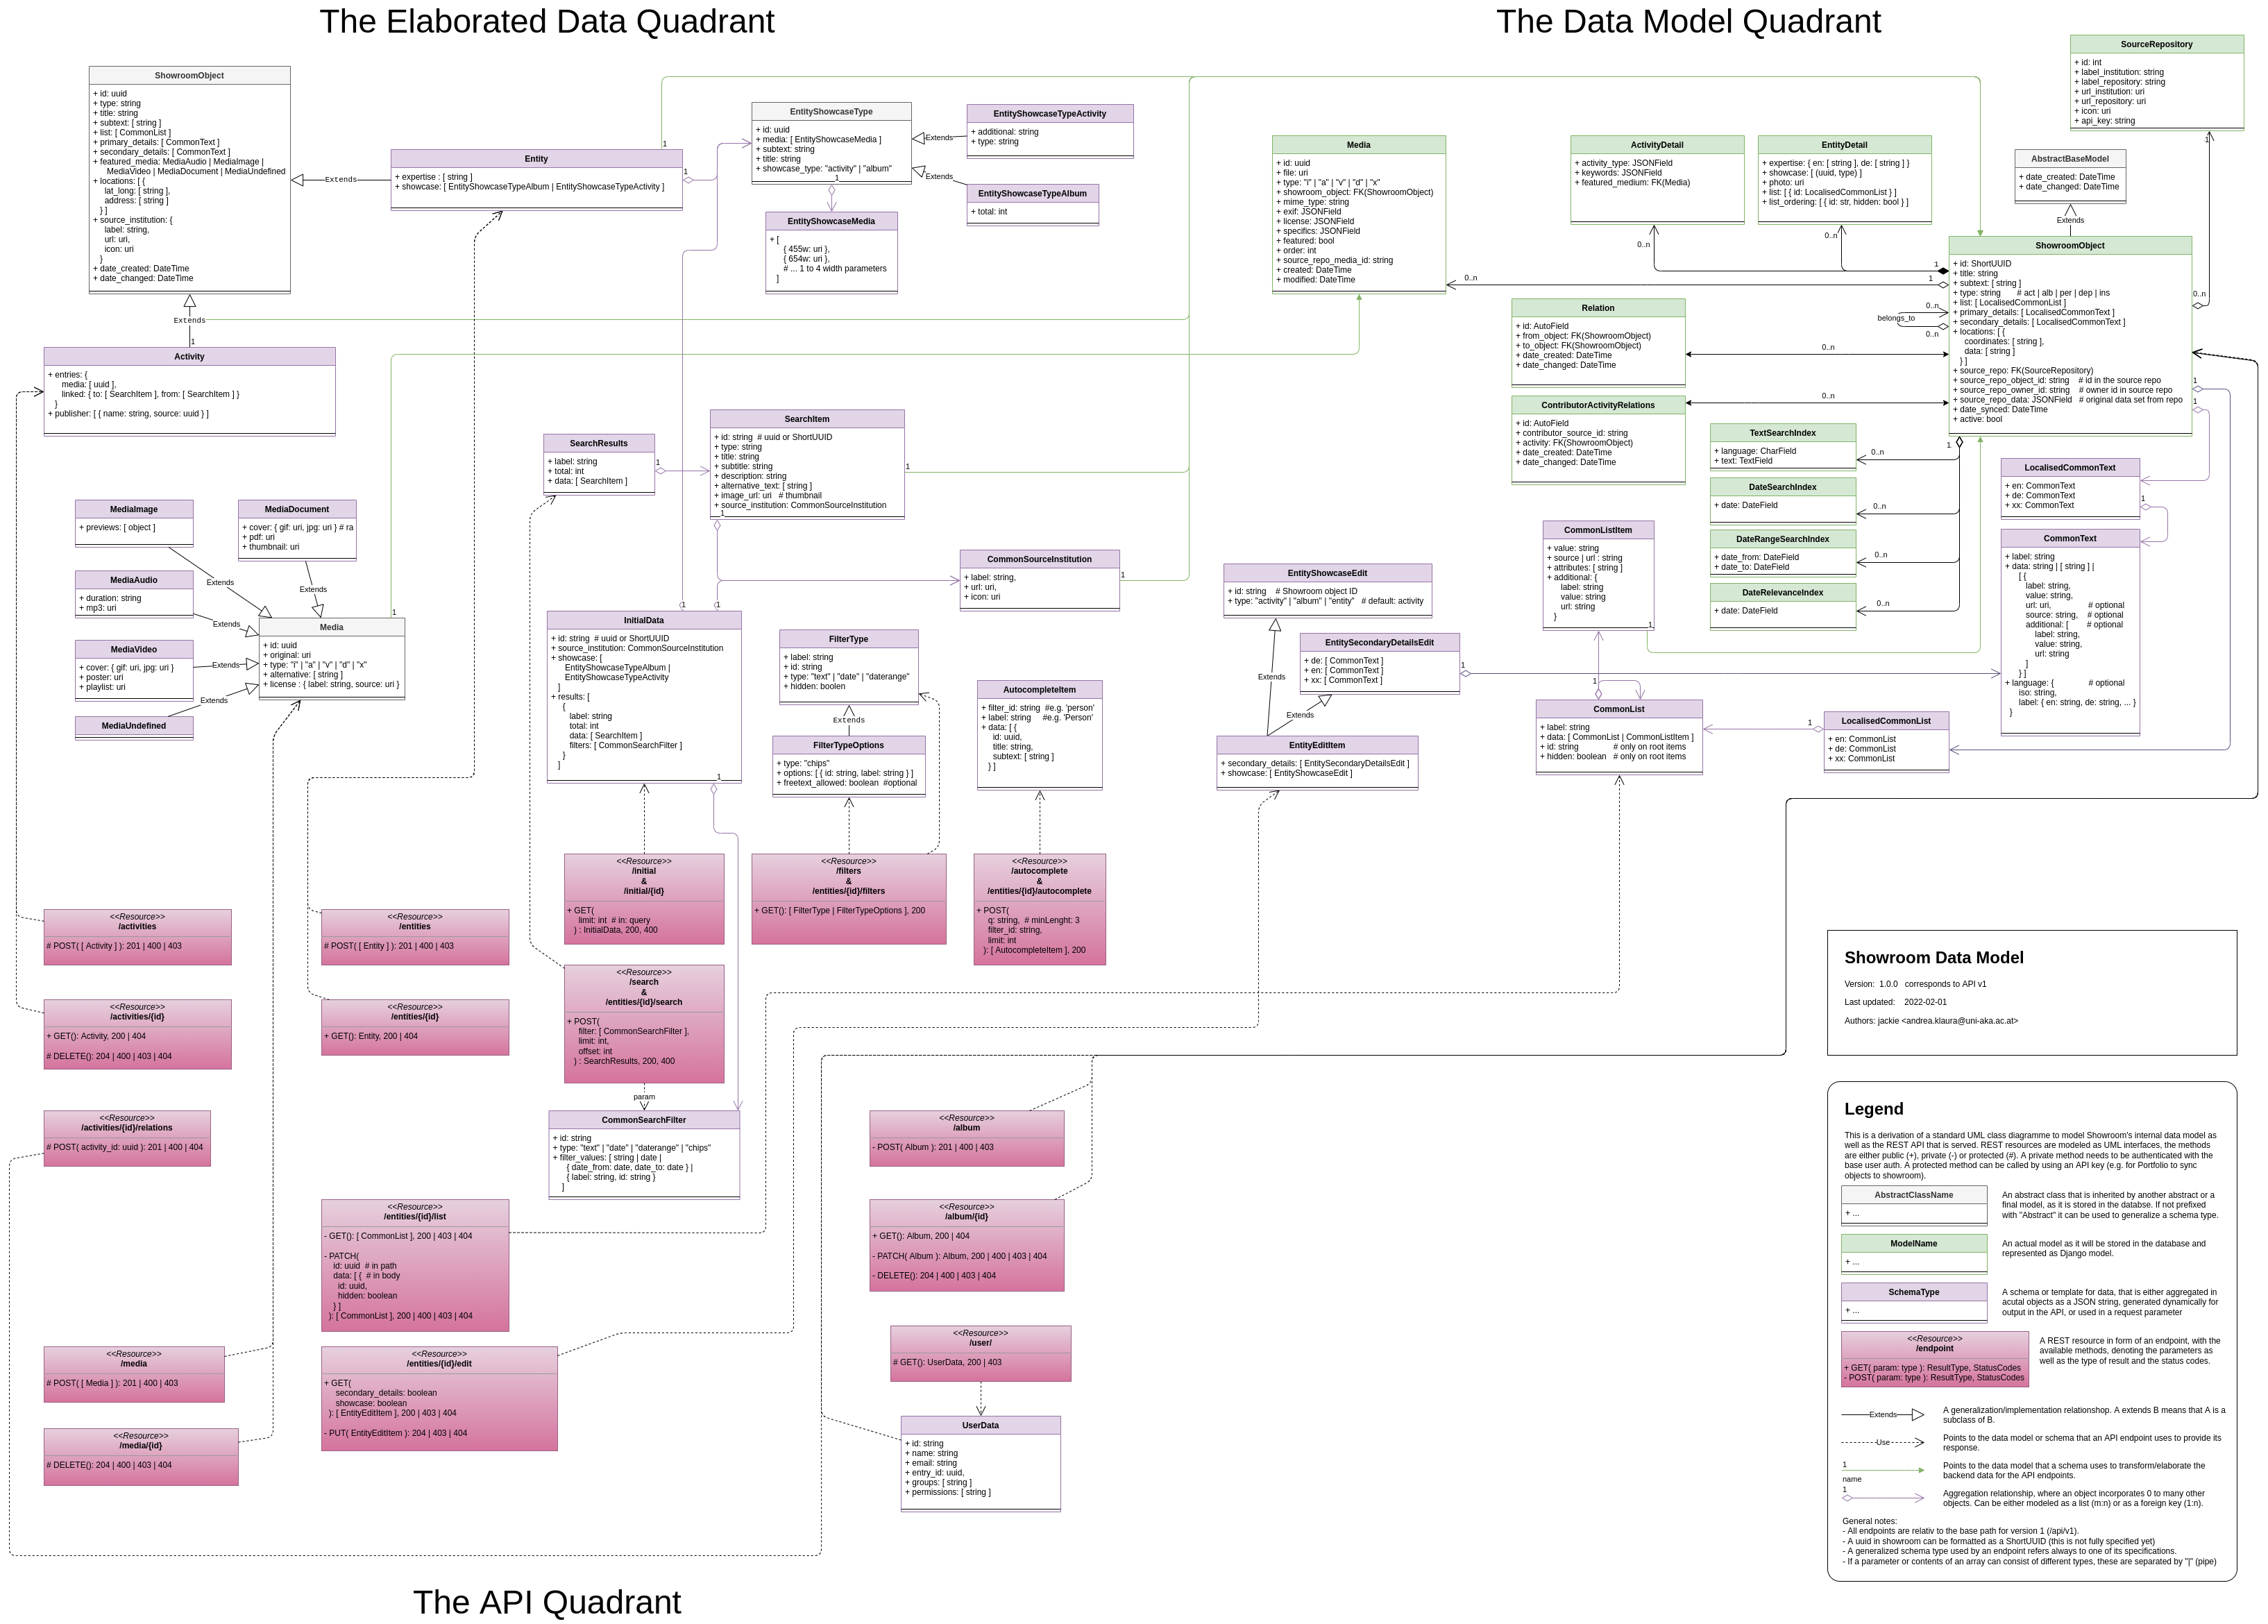 The Elaborated Data Quadrant
The Data Model Quadrant
ShowroomObject
+ id: uuid
+ type: string
+ title: string
+ subtext: [ string ]
+ list: [ CommonList ]
+ primary_details: [ CommonText ]
+ secondary_details: [ CommonText ]
+ featured_media: MediaAudio | MediaImage |
MediaVideo | MediaDocument | MediaUndefined
+ locations: [ {
lat_long: [ string ],
address: [ string ]
} ]
+ source_institution: {
label: string,
url: uri,
icon: uri
}
+ date_created: DateTime
+ date_changed: DateTime
Extends
1
Activity
+ entries: {
media: [ uuid ],
linked: { to: [ SearchItem ], from: [ SearchItem ] }
}
+ publisher: [ { name: string, source: uuid } ]
Extends
Entity
+ expertise : [ string ]
+ showcase: [ EntityShowcaseTypeAlbum | EntityShowcaseTypeActivity ]
1
1
EntityShowcaseType
+ id: uuid
+ media: [ EntityShowcaseMedia ]
+ subtext: string
+ title: string
+ showcase_type: "activity" | "album"
1
Extends
Extends
EntityShowcaseTypeActivity
+ additional: string
+ type: string
EntityShowcaseTypeAlbum
+ total: int
EntityShowcaseMedia
+ [
{ 455w: uri },
{ 654w: uri },
# ... 1 to 4 width parameters
]
SearchResults
+ label: string
+ total: int
+ data: [ SearchItem ]
1
SearchItem
+ id: string  # uuid or ShortUUID
+ type: string
+ title: string
+ subtitle: string
+ description: string
+ alternative_text: [ string ]
+ image_url: uri   # thumbnail
+ source_institution: CommonSourceInstitution
1
1
MediaImage
+ previews: [ object ]
MediaDocument
+ cover: { gif: uri, jpg: uri } # ra
+ pdf: uri
+ thumbnail: uri
MediaAudio
+ duration: string
+ mp3: uri
MediaVideo
+ cover: { gif: uri, jpg: uri }
+ poster: uri
+ playlist: uri
MediaUndefined
Extends
Extends
Extends
Extends
Extends
1
Media
+ id: uuid
+ original: uri
+ type: "i" | "a" | "v" | "d" | "x"
+ alternative: [ string ]
+ license : { label: string, source: uri }
CommonSourceInstitution
+ label: string,
+ url: uri,
+ icon: uri
1
1
1
InitialData
+ id: string  # uuid or ShortUUID
+ source_institution: CommonSourceInstitution
+ showcase: [
EntityShowcaseTypeAlbum |
EntityShowcaseTypeActivity
]
+ results: [
{
label: string
total: int
data: [ SearchItem ]
filters: [ CommonSearchFilter ]
}
]
1
FilterType
+ label: string
+ id: string
+ type: "text" | "date" | "daterange"
+ hidden: boolen
Extends
FilterTypeOptions
+ type: "chips"
+ options: [ { id: string, label: string } ]
+ freetext_allowed: boolean  #optional
AutocompleteItem
+ filter_id: string  #e.g. 'person'
+ label: string     #e.g. 'Person'
+ data: [ {
id: uuid,
title: string,
subtext: [ string ]
} ]
EntityShowcaseEdit
+ id: string    # Showroom object ID
+ type: "activity" | "album" | "entity"   # default: activity
EntitySecondaryDetailsEdit
+ de: [ CommonText ]
+ en: [ CommonText ]
+ xx: [ CommonText ]
1
Extends
Extends
EntityEditItem
+ secondary_details: [ EntitySecondaryDetailsEdit ]
+ showcase: [ EntityShowcaseEdit ]
SourceRepository
+ id: int
+ label_institution: string
+ label_repository: string
+ url_institution: uri
+ url_repository: uri
+ icon: uri
+ api_key: string
1
Media
+ id: uuid
+ file: uri
+ type: "i" | "a" | "v" | "d" | "x"
+ showroom_object: FK(ShowroomObject)
+ mime_type: string
+ exif: JSONField
+ license: JSONField
+ specifics: JSONField
+ featured: bool
+ order: int
+ source_repo_media_id: string
+ created: DateTime
+ modified: DateTime
0..n
ActivityDetail
+ activity_type: JSONField
+ keywords: JSONField
+ featured_medium: FK(Media)
0..n
EntityDetail
+ expertise: { en: [ string ], de: [ string ] }
+ showcase: [ (uuid, type) ]
+ photo: uri
+ list: [ { id: LocalisedCommonList } ]
+ list_ordering: [ { id: str, hidden: bool } ]
0..n
AbstractBaseModel
+ date_created: DateTime
+ date_changed: DateTime
Extends
ShowroomObject
+ id: ShortUUID
+ title: string
+ subtext: [ string ]
+ type: string       # act | alb | per | dep | ins
+ list: [ LocalisedCommonList ]
+ primary_details: [ LocalisedCommonText ]
+ secondary_details: [ LocalisedCommonText ]
+ locations: [ {
coordinates: [ string ],
data: [ string ]
} ]
+ source_repo: FK(SourceRepository)
+ source_repo_object_id: string    # id in the source repo
+ source_repo_owner_id: string    # owner id in source repo
+ source_repo_data: JSONField   # original data set from repo
+ date_synced: DateTime
+ active: bool
1
1
0..n
belongs_to
0..n
0..n
1
1
1
Relation
+ id: AutoField
+ from_object: FK(ShowroomObject)
+ to_object: FK(ShowroomObject)
+ date_created: DateTime
+ date_changed: DateTime
0..n
ContributorActivityRelations
+ id: AutoField
+ contributor_source_id: string
+ activity: FK(ShowroomObject)
+ date_created: DateTime
+ date_changed: DateTime
0..n
TextSearchIndex
+ language: CharField
+ text: TextField
0..n
DateSearchIndex
+ date: DateField
0..n
DateRangeSearchIndex
+ date_from: DateField
+ date_to: DateField
0..n
DateRelevanceIndex
+ date: DateField
0..n
LocalisedCommonText
+ en: CommonText
+ de: CommonText
+ xx: CommonText
1
CommonText
+ label: string
+ data: string | [ string ] |
[ {
label: string,
value: string,
url: uri,                # optional
source: string,    # optional
additional: [        # optional
label: string,
value: string,
url: string
]
} ]
+ language: {               # optional
iso: string,
label: { en: string, de: string, ... }
}
CommonListItem
+ value: string
+ source | url : string
+ attributes: [ string ]
+ additional: {
label: string
value: string
url: string
}
1
1
CommonList
+ label: string
+ data: [ CommonList | CommonListItem ]
+ id: string               # only on root items
+ hidden: boolean   # only on root items
1
LocalisedCommonList
+ en: CommonList
+ de: CommonList
+ xx: CommonList
<<Resource>>
/initial
&
/initial/{id}
+ GET(
limit: int  # in: query
) : InitialData, 200, 400
<<Resource>>
/filters
&
/entities/{id}/filters
+ GET(): [ FilterType | FilterTypeOptions ], 200
<<Resource>>
/autocomplete
&
/entities/{id}/autocomplete
+ POST(
q: string,  # minLenght: 3
filter_id: string,
limit: int
): [ AutocompleteItem ], 200
<<Resource>>
/activities
# POST( [ Activity ] ): 201 | 400 | 403
<<Resource>>
/entities
# POST( [ Entity ] ): 201 | 400 | 403
<<Resource>>
/search
&
/entities/{id}/search
+ POST(
filter: [ CommonSearchFilter ],
limit: int,
offset: int
) : SearchResults, 200, 400
param
<<Resource>>
/activities/{id}
+ GET(): Activity, 200 | 404
# DELETE(): 204 | 400 | 403 | 404
<<Resource>>
/entities/{id}
+ GET(): Entity, 200 | 404
<<Resource>>
/activities/{id}/relations
# POST( activity_id: uuid ): 201 | 400 | 404
CommonSearchFilter
+ id: string
+ type: "text" | "date" | "daterange" | "chips"
+ filter_values: [ string | date |
{ date_from: date, date_to: date } |
{ label: string, id: string }
]
<<Resource>>
/album
- POST( Album ): 201 | 400 | 403
<<Resource>>
/entities/{id}/list
- GET(): [ CommonList ], 200 | 403 | 404
- PATCH(
id: uuid  # in path
data: [ {  # in body
id: uuid,
hidden: boolean
} ]
): [ CommonList ], 200 | 400 | 403 | 404
<<Resource>>
/album/{id}
+ GET(): Album, 200 | 404
- PATCH( Album ): Album, 200 | 400 | 403 | 404
- DELETE(): 204 | 400 | 403 | 404
<<Resource>>
/media
# POST( [ Media ] ): 201 | 400 | 403
<<Resource>>
/entities/{id}/edit
+ GET(
secondary_details: boolean
showcase: boolean
): [ EntityEditItem ], 200 | 403 | 404
- PUT( EntityEditItem ): 204 | 403 | 404
<<Resource>>
/user/
# GET(): UserData, 200 | 403
<<Resource>>
/media/{id}
# DELETE(): 204 | 400 | 403 | 404
UserData
+ id: string
+ name: string
+ email: string
+ entry_id: uuid,
+ groups: [ string ]
+ permissions: [ string ]
The API Quadrant
Showroom Data Model
Version:  1.0.0   corresponds to API v1
Last updated:    2022-02-01
Authors: jackie <andrea.klaura@uni-aka.ac.at>
Legend
This is a derivation of a standard UML class diagramme to model Showroom's internal data model as
well as the REST API that is served. REST resources are modeled as UML interfaces, the methods
are either public (+), private (-) or protected (#). A private method needs to be authenticated with the
base user auth. A protected method can be called by using an API key (e.g. for Portfolio to sync
objects to showroom).
AbstractClassName
+ ...
An abstract class that is inherited by another abstract or a
final model, as it is stored in the databse. If not prefixed
with "Abstract" it can be used to generalize a schema type.
ModelName
+ ...
An actual model as it will be stored in the database and
represented as Django model.
SchemaType
+ ...
A schema or template for data, that is either aggregated in
acutal objects as a JSON string, generated dynamically for
output in the API, or used in a request parameter
<<Resource>>
/endpoint
+ GET( param: type ): ResultType, StatusCodes
- POST( param: type ): ResultType, StatusCodes
A REST resource in form of an endpoint, with the
available methods, denoting the parameters as
well as the type of result and the status codes.
Extends
A generalization/implementation relationshop. A extends B means that A is a
subclass of B.
Use
Points to the data model or schema that an API endpoint uses to provide its
response.
1
name
Points to the data model that a schema uses to transform/elaborate the
backend data for the API endpoints.
1
Aggregation relationship, where an object incorporates 0 to many other
objects. Can be either modeled as a list (m:n) or as a foreign key (1:n).
General notes:
- All endpoints are relativ to the base path for version 1 (/api/v1).
- A uuid in showroom can be formatted as a ShortUUID (this is not fully specified yet)
- A generalized schema type used by an endpoint refers always to one of its specifications.
- If a parameter or contents of an array can consist of different types, these are separated by "|" (pipe)